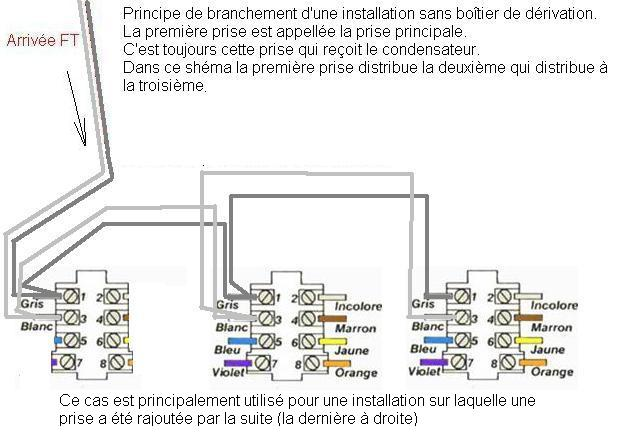 Principe de branchement d'une installation sans boîtier de dérivation.
La première prise est appellée la prise principale.
C'est toujours cette prise qui reçoit le condensateur.
Dans ce shéma la première prise distribue la deuxième qui distribue à
la troisième.
Arrivée FT
Gris 1 2
Blanc 3 4
5 6
7 8
Gris 1 2 Incolore
Blanc 3 4 Marron
Bleu 5 6 Jaune
Violet 7 8 Orange
Gris 1 2 Incolore
Blanc 3 4 Marron
Bleu 5 6 Jaune
Violet 7 8 Orange
Ce cas est principalement utilisé pour une installation sur laquelle une
prise a été rajoutée par la suite (la dernière à droite)